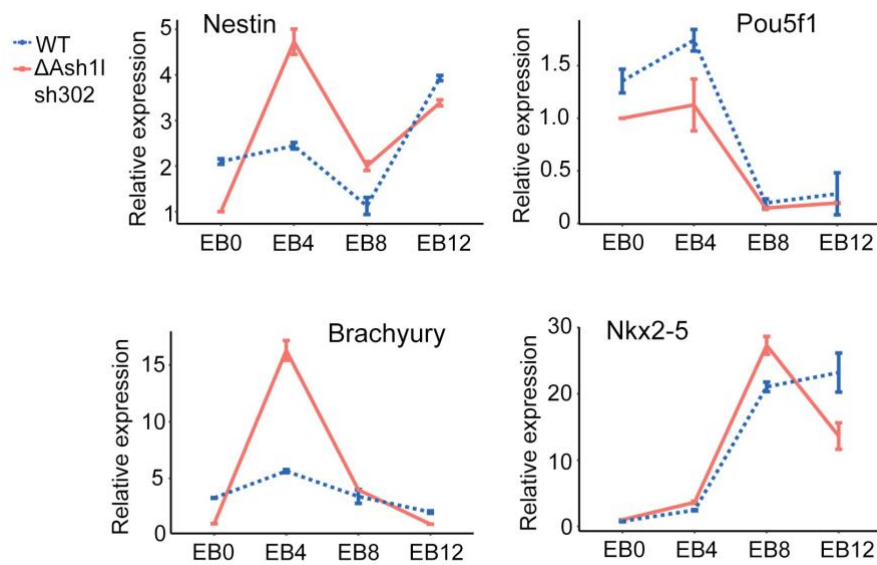 WT
ΔAsh1l
sh302
Nestin
Relative expression
5
4
3
2
1
EB0 EB4 EB8 EB12
Pou5f1
Relative expression
1.5
1.0
0.5
0
EB0 EB4 EB8 EB12
Brachyury
Relative expression
15
10
5
0
EB0 EB4 EB8 EB12
Nkx2-5
Relative expression
30
20
10
0
EB0 EB4 EB8 EB12